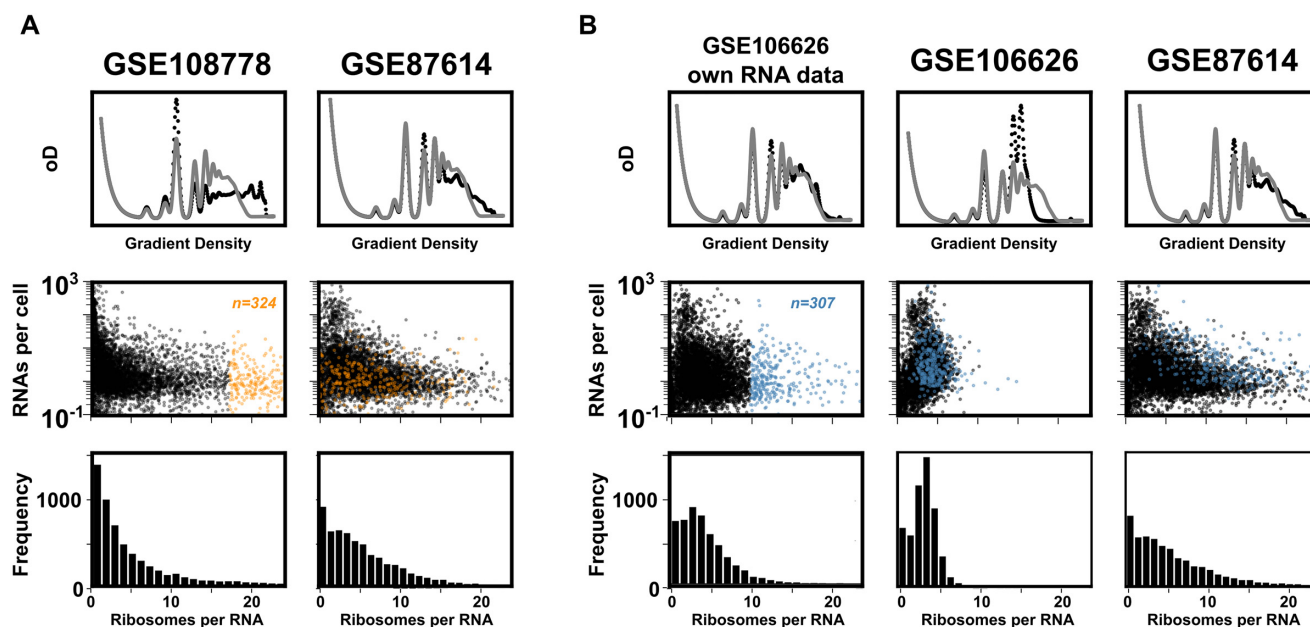 A
B
GSE108778
GSE87614
GSE106626
own RNA data
GSE106626
GSE87614
oD
oD
Gradient Density
Gradient Density
Gradient Density
Gradient Density
Gradient Density
RNAs per cell
10³
10⁻¹
n=324
RNAs per cell
10³
10⁻¹
n=307
Frequency
1000
0
Frequency
1000
0
0 10 20
0 10 20
0 10 20
0 10 20
0 10 20
Ribosomes per RNA
Ribosomes per RNA
Ribosomes per RNA
Ribosomes per RNA
Ribosomes per RNA